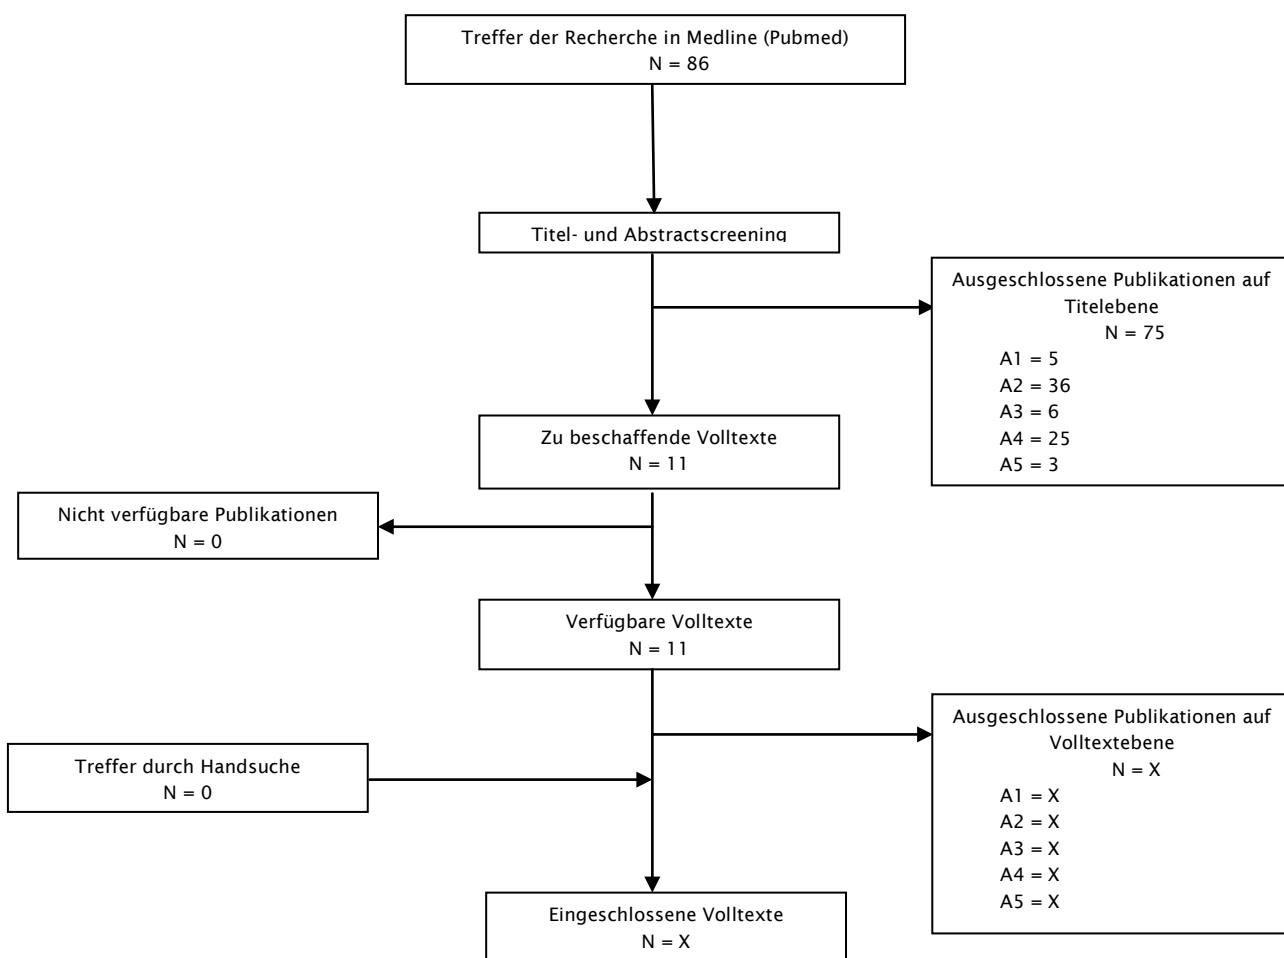 Treffer der Recherche in Medline (Pubmed)
N = 86
Titel- und Abstractscreening
Ausgeschlossene Publikationen auf
Titelebene
N = 75
A1 = 5
A2 = 36
A3 = 6
A4 = 25
A5 = 3
Zu beschaffende Volltexte
N = 11
Nicht verfügbare Publikationen
N = 0
Verfügbare Volltexte
N = 11
Ausgeschlossene Publikationen auf
Volltextebene
N = X
A1 = X
A2 = X
A3 = X
A4 = X
A5 = X
Treffer durch Handsuche
N = 0
Eingeschlossene Volltexte
N = X